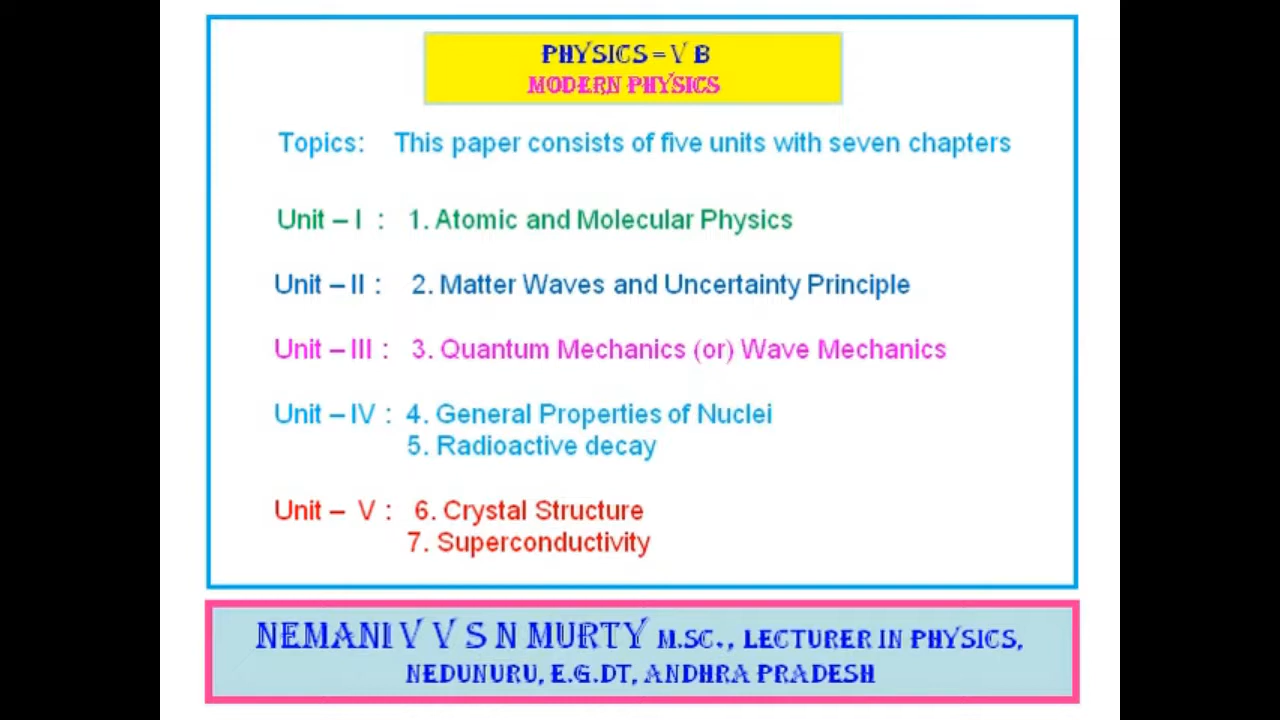 PHYSICS = V B
MODERN PHYSICS
Topics: This paper consists of five units with seven chapters
Unit – I : 1. Atomic and Molecular Physics
Unit – II : 2. Matter Waves and Uncertainty Principle
Unit – III : 3. Quantum Mechanics (or) Wave Mechanics
Unit – IV : 4. General Properties of Nuclei
5. Radioactive decay
Unit – V : 6. Crystal Structure
7. Superconductivity
NEMANI V V S N MURTY M.SC., LECTURER IN PHYSICS,
NEDUNURU, E.G.DT, ANDHRA PRADESH